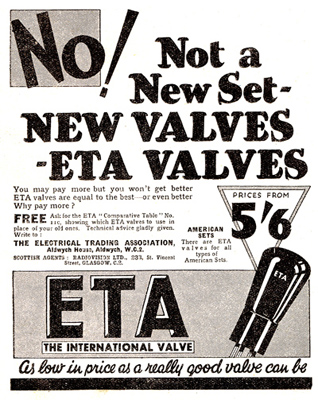 No!
Not a
New Set-
NEW VALVES
-ETA VALVES
You may pay more but you won't get better
ETA valves are equal to the best—or even better
Why pay more?
FREE Ask for the ETA "Comparative Table" No.
showing which ETA valves to use in
place of your old ones. Technical advice gladly given.
Write to:
THE ELECTRICAL TRADING ASSOCIATION,
Aldwych House, Aldwych, W.C.2.
SCOTTISH AGENTS: RADIOVISION LTD., 233, St. Vincent
Street, GLASGOW, C.2.
AMERICAN
SETS
There are ETA
valves for all
types of
American Sets.
PRICES FROM
5'6
ETA
ETA
THE INTERNATIONAL VALVE
As low in price as a really good valve can be